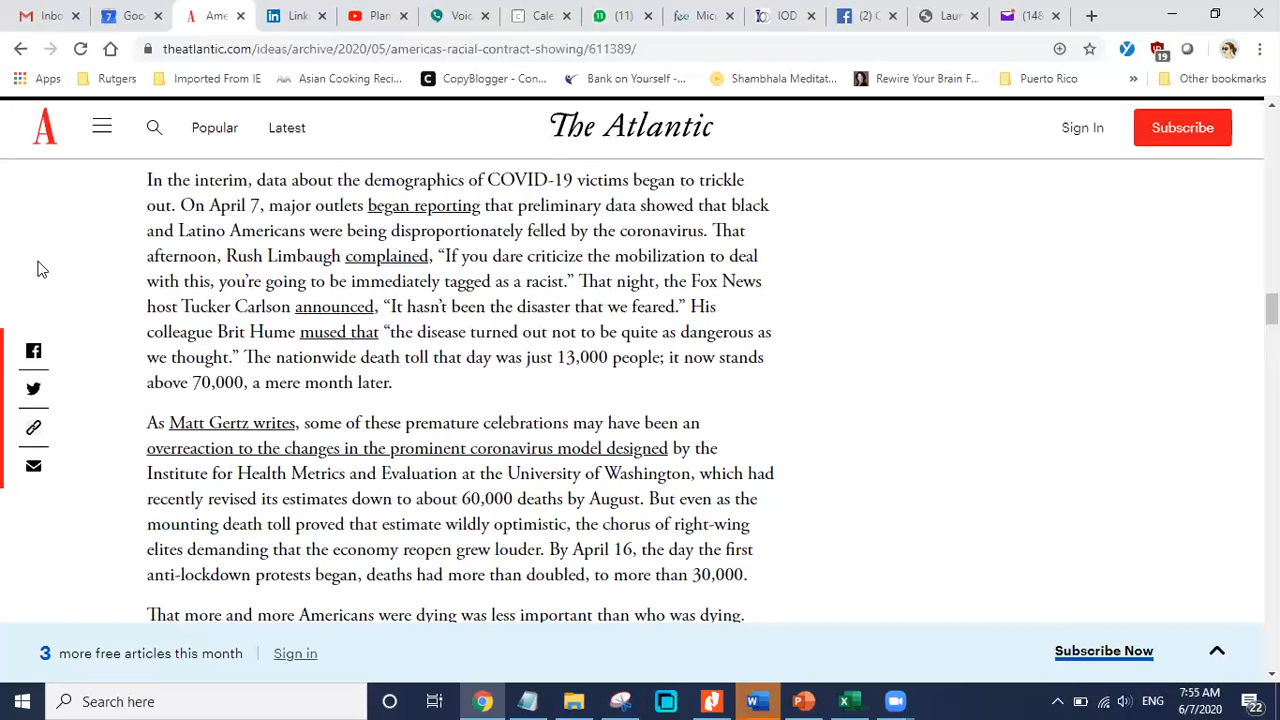 Inbo
Goo
Ame
Link
Plan
Voic
Cale
(11)
Mic
IOD
(2) C
Laun
(148
theatlantic.com/ideas/archive/2020/05/americas-racial-contract-showing/611389/
19
Apps
Rutgers
Imported From IE
Asian Cooking Reci...
CopyBlogger - Con...
Bank on Yourself -...
Shambhala Meditat...
Rewire Your Brain F...
Puerto Rico
»
Other bookmarks
A
Popular
Latest
The Atlantic
Sign In
Subscribe
In the interim, data about the demographics of COVID-19 victims began to trickle
out. On April 7, major outlets began reporting that preliminary data showed that black
and Latino Americans were being disproportionately felled by the coronavirus. That
afternoon, Rush Limbaugh complained, “If you dare criticize the mobilization to deal
with this, you’re going to be immediately tagged as a racist.” That night, the Fox News
host Tucker Carlson announced, “It hasn’t been the disaster that we feared.” His
colleague Brit Hume mused that “the disease turned out not to be quite as dangerous as
we thought.” The nationwide death toll that day was just 13,000 people; it now stands
above 70,000, a mere month later.
As Matt Gertz writes, some of these premature celebrations may have been an
overreaction to the changes in the prominent coronavirus model designed by the
Institute for Health Metrics and Evaluation at the University of Washington, which had
recently revised its estimates down to about 60,000 deaths by August. But even as the
mounting death toll proved that estimate wildly optimistic, the chorus of right-wing
elites demanding that the economy reopen grew louder. By April 16, the day the first
anti-lockdown protests began, deaths had more than doubled, to more than 30,000.
That more and more Americans were dying was less important than who was dying.
3 more free articles this month
Sign in
Subscribe Now
Search here
ENG
7:55 AM
6/7/2020
22